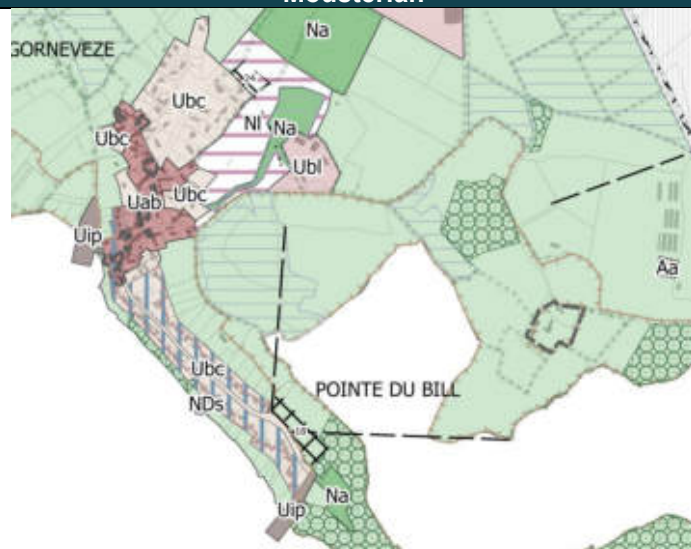 Na
GORNEVEZE
Ubc
Ubc
Nl
Na
Ubl
Ubc
Uab
Uip
Aa
Ubc
POINTE DU BILL
NDs
Na
Uip